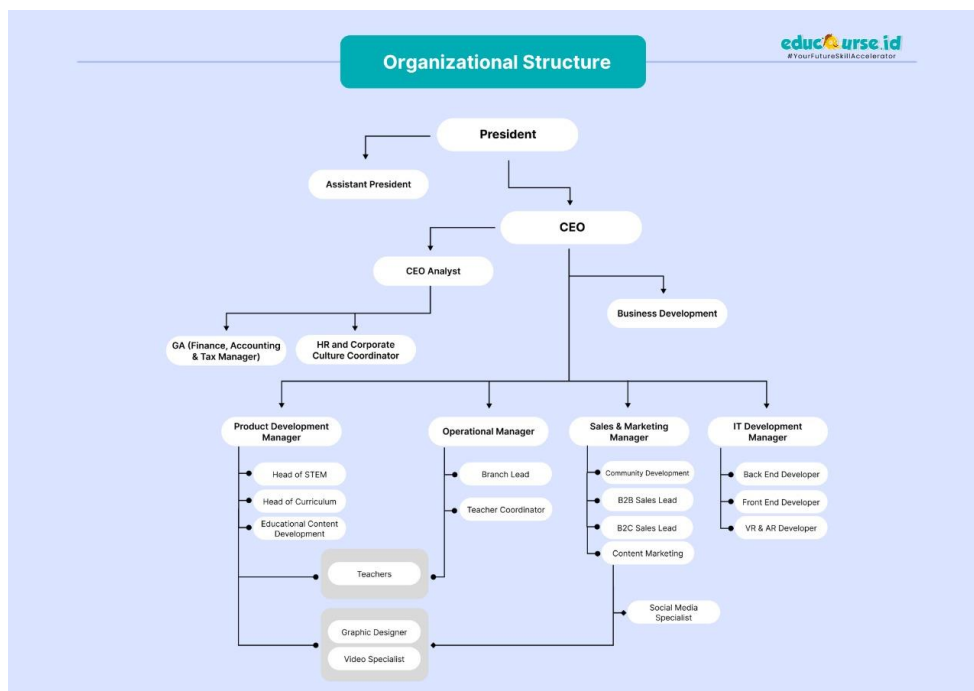 Organizational Structure
educourse.id
#YourFutureSkillAccelerator
President
Assistant President
CEO
CEO Analyst
Business Development
GA (Finance, Accounting
& Tax Manager)
HR and Corporate
Culture Coordinator
Product Development
Manager
Operational Manager
Sales & Marketing
Manager
IT Development
Manager
Head of STEM
Head of Curriculum
Educational Content
Development
Branch Lead
Teacher Coordinator
Community Development
B2B Sales Lead
B2C Sales Lead
Content Marketing
Back End Developer
Front End Developer
VR & AR Developer
Teachers
Social Media
Specialist
Graphic Designer
Video Specialist